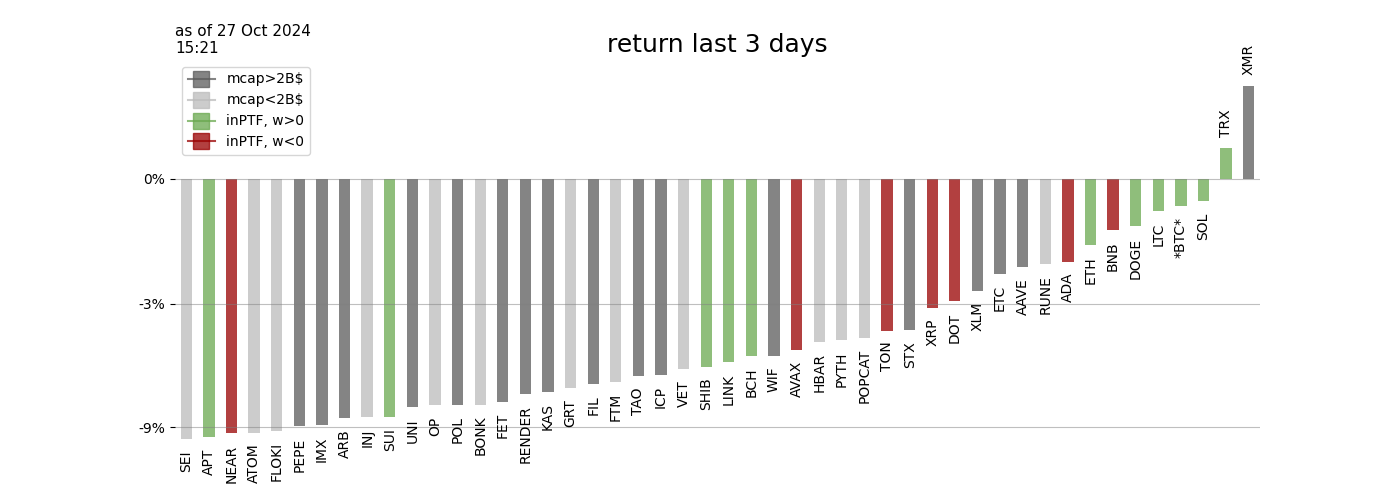 as of 27 Oct 2024
15:21
return last 3 days
mcap>2B$
mcap<2B$
inPTF, w>0
inPTF, w<0
0%
-3%
-9%
SEI
APT
NEAR
ATOM
FLOKI
PEPE
IMX
ARB
INJ
SUI
UNI
OP
POL
BONK
FET
RENDER
KAS
GRT
FIL
FTM
TAO
ICP
VET
SHIB
LINK
BCH
WIF
AVAX
HBAR
PYTH
POPCAT
TON
STX
XRP
DOT
XLM
ETC
AAVE
RUNE
ADA
ETH
BNB
DOGE
LTC
*BTC*
SOL
TRX
XMR